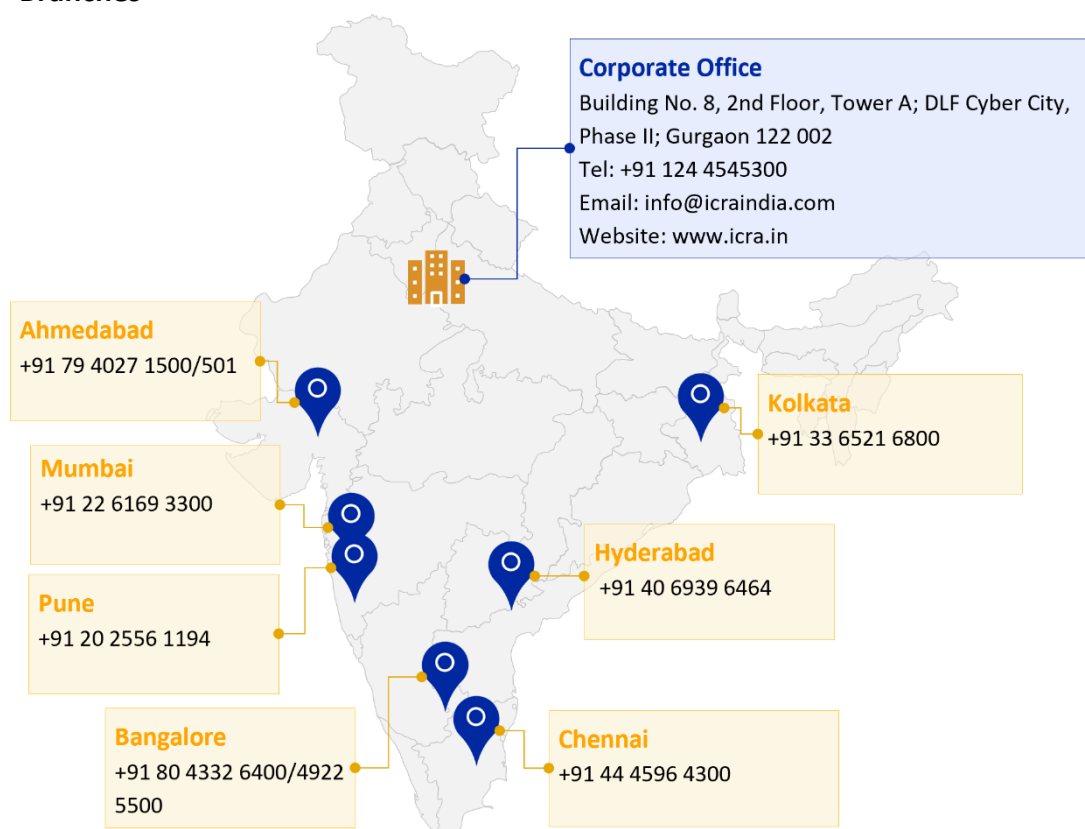 Branches
Corporate Office
Building No. 8, 2nd Floor, Tower A; DLF Cyber City,
Phase II; Gurgaon 122 002
Tel: +91 124 4545300
Email: info@icraindia.com
Website: www.icra.in
Ahmedabad
+91 79 4027 1500/501
Kolkata
+91 33 6521 6800
Mumbai
+91 22 6169 3300
Hyderabad
+91 40 6939 6464
Pune
+91 20 2556 1194
Bangalore
+91 80 4332 6400/4922
5500
Chennai
+91 44 4596 4300